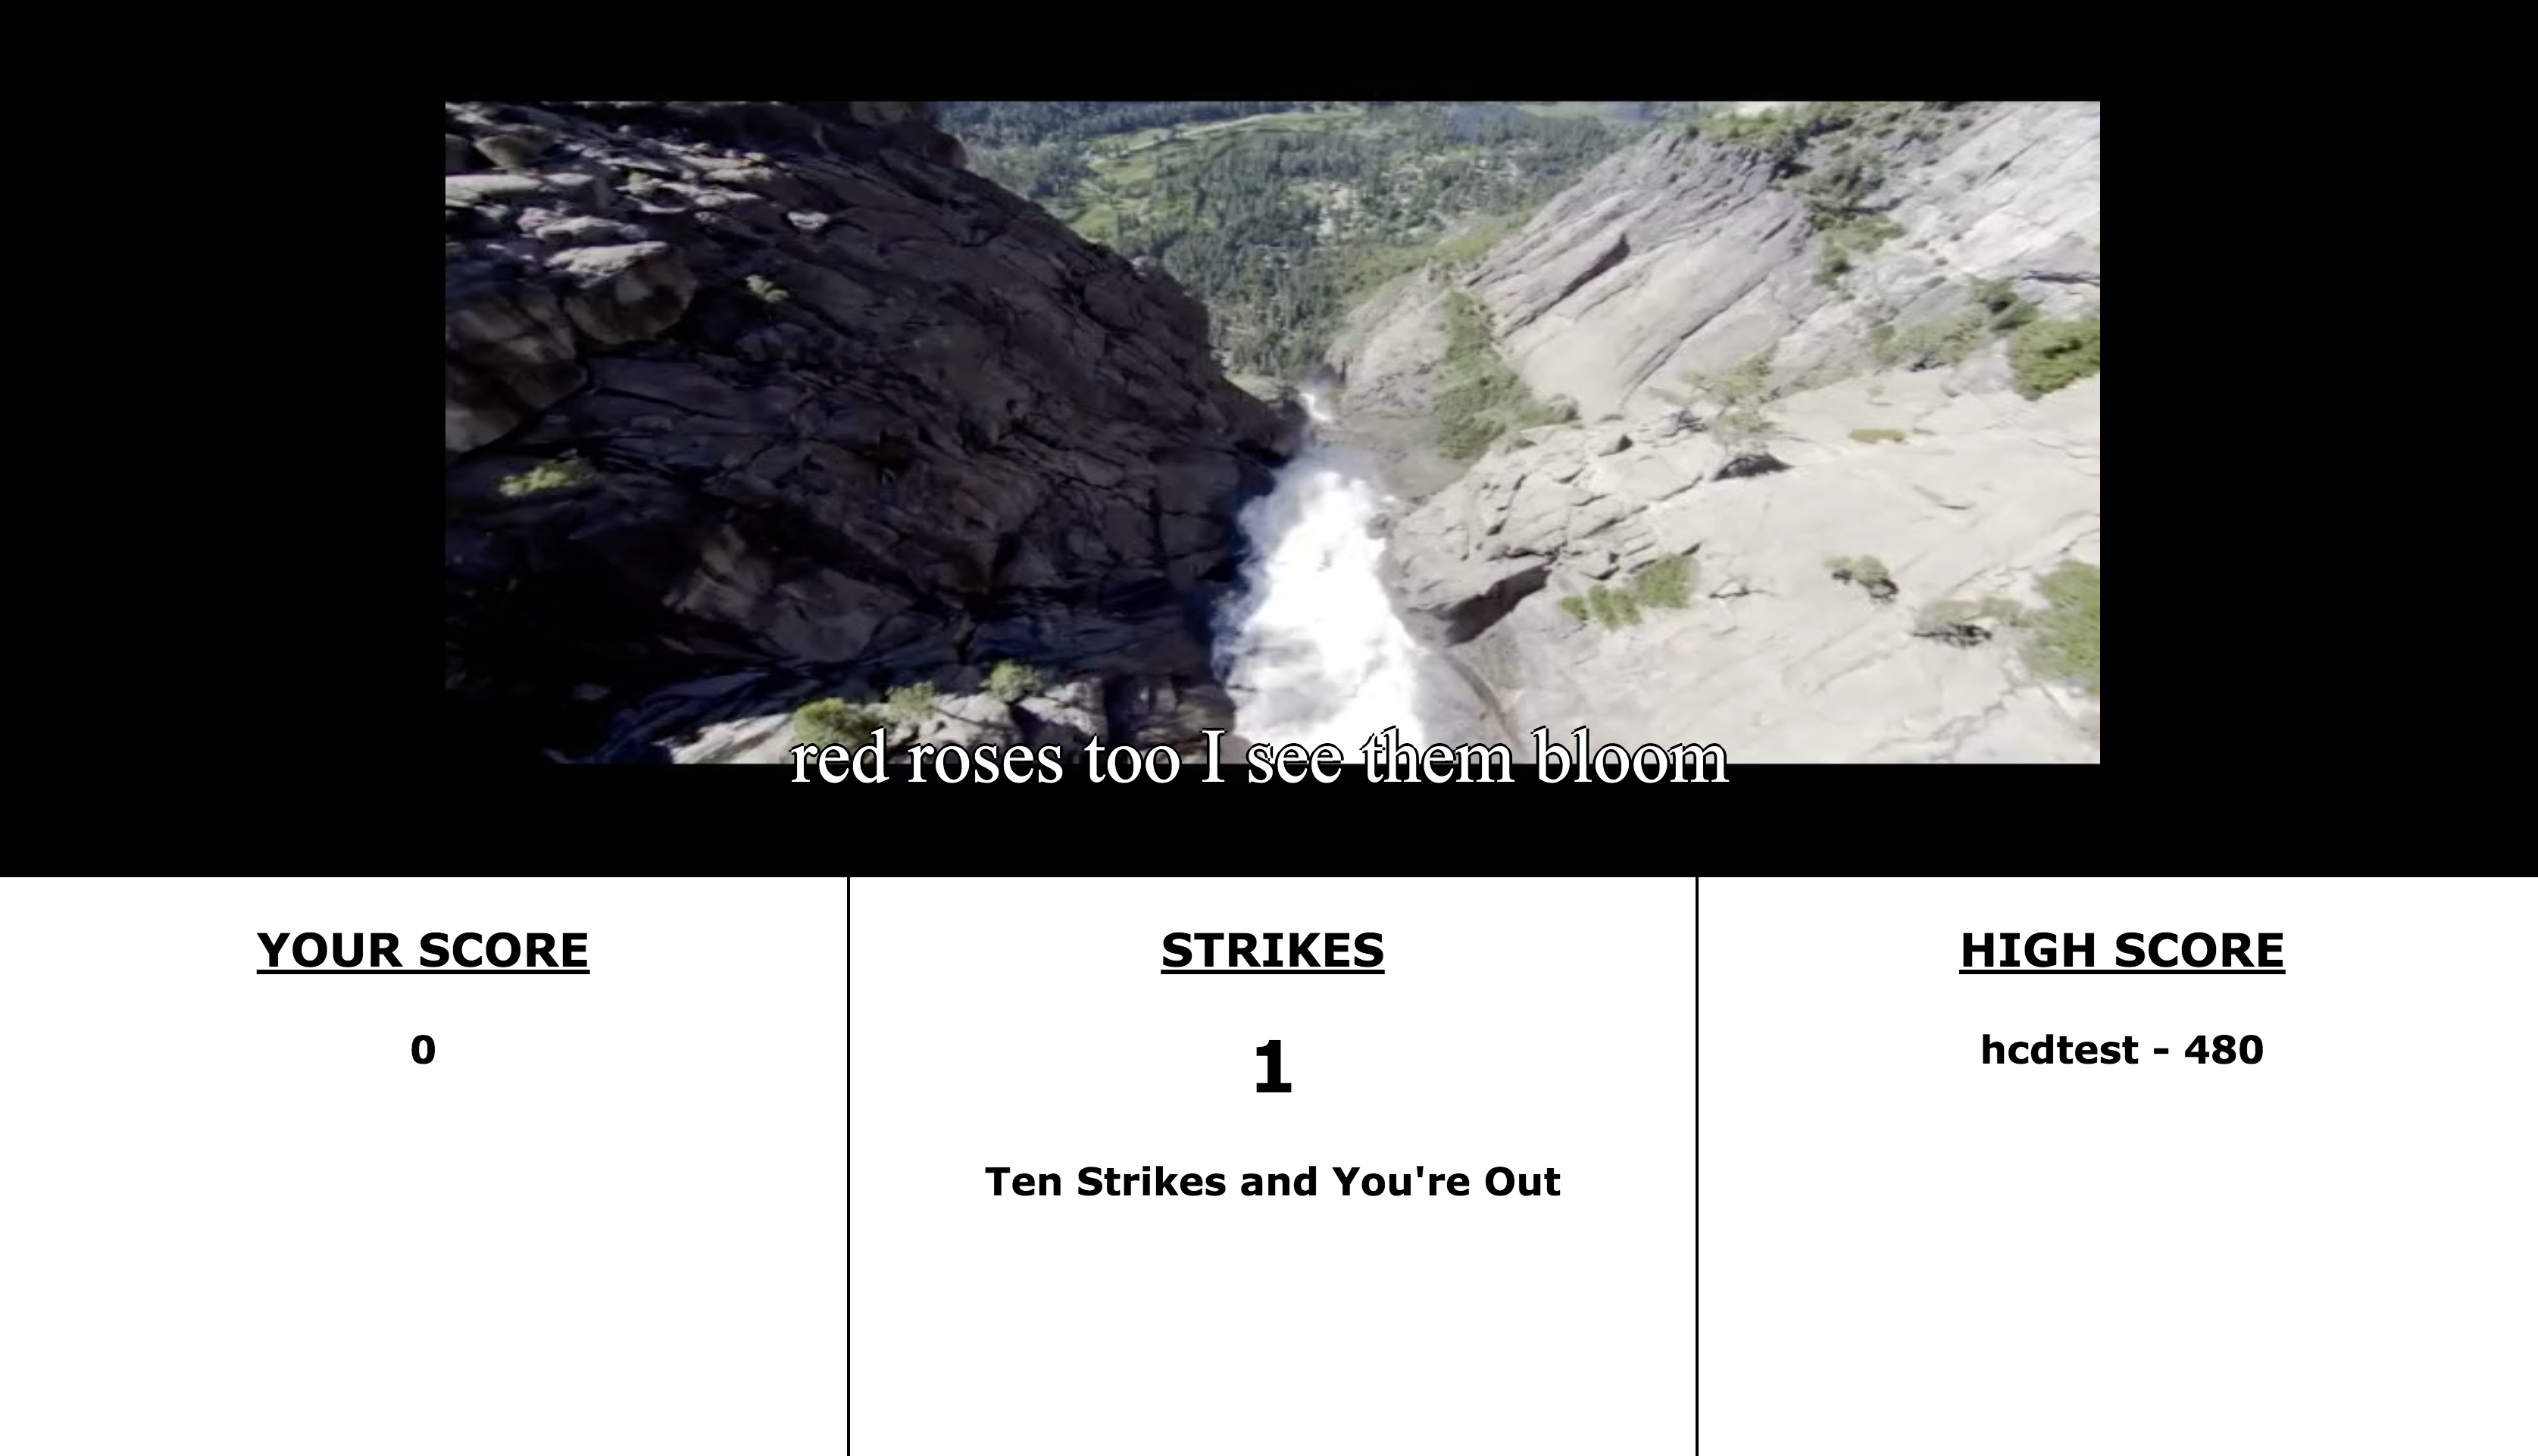 red roses too I see them bloom
YOUR SCORE
0
STRIKES
1
Ten Strikes and You're Out
HIGH SCORE
hcdtest - 480